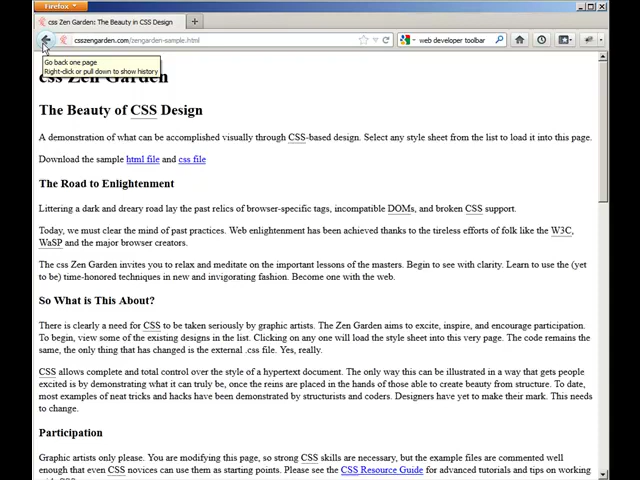 Firefox
css Zen Garden: The Beauty in CSS Design
csszengarden.com/zengarden-sample.html
web developer toolbar
Go back one page
Right-click or pull down to show history
css Zen Garden
The Beauty of CSS Design
A demonstration of what can be accomplished visually through CSS-based design. Select any style sheet from the list to load it into this page.
Download the sample html file and css file
The Road to Enlightenment
Littering a dark and dreary road lay the past relics of browser-specific tags, incompatible DOMs, and broken CSS support.
Today, we must clear the mind of past practices. Web enlightenment has been achieved thanks to the tireless efforts of folk like the W3C,
WaSP and the major browser creators.
The css Zen Garden invites you to relax and meditate on the important lessons of the masters. Begin to see with clarity. Learn to use the (yet
to be) time-honored techniques in new and invigorating fashion. Become one with the web.
So What is This About?
There is clearly a need for CSS to be taken seriously by graphic artists. The Zen Garden aims to excite, inspire, and encourage participation.
To begin, view some of the existing designs in the list. Clicking on any one will load the style sheet into this very page. The code remains the
same, the only thing that has changed is the external .css file. Yes, really.
CSS allows complete and total control over the style of a hypertext document. The only way this can be illustrated in a way that gets people
excited is by demonstrating what it can truly be, once the reins are placed in the hands of those able to create beauty from structure. To date,
most examples of neat tricks and hacks have been demonstrated by structurists and coders. Designers have yet to make their mark. This needs
to change.
Participation
Graphic artists only please. You are modifying this page, so strong CSS skills are necessary, but the example files are commented well
enough that even CSS novices can use them as starting points. Please see the CSS Resource Guide for advanced tutorials and tips on working